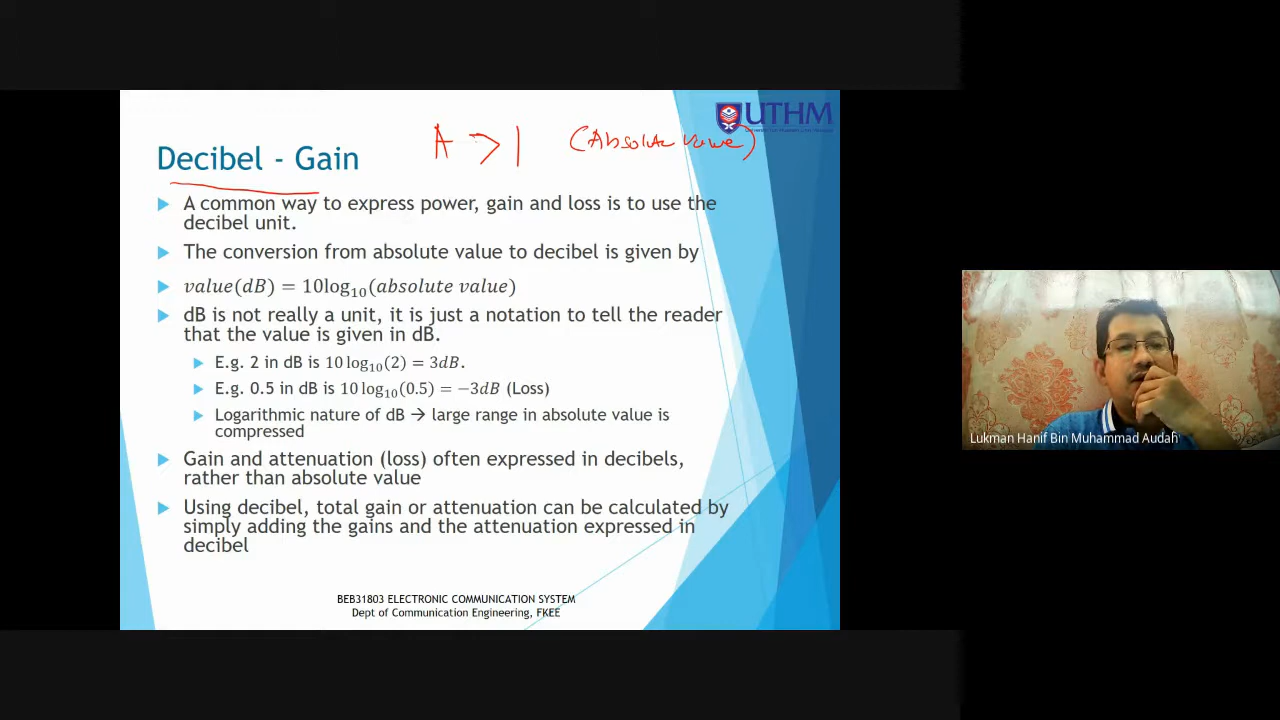 UTHM
A > 1 (Absolute value)
Decibel - Gain
A common way to express power, gain and loss is to use the
decibel unit.
The conversion from absolute value to decibel is given by
value(dB) = 10log₁₀(absolute value)
dB is not really a unit, it is just a notation to tell the reader
that the value is given in dB.
E.g. 2 in dB is 10 log₁₀(2) = 3dB.
E.g. 0.5 in dB is 10 log₁₀(0.5) = −3dB (Loss)
Logarithmic nature of dB → large range in absolute value is
compressed
Gain and attenuation (loss) often expressed in decibels,
rather than absolute value
Using decibel, total gain or attenuation can be calculated by
simply adding the gains and the attenuation expressed in
decibel
BEB31803 ELECTRONIC COMMUNICATION SYSTEM
Dept of Communication Engineering, FKEE
Lukman Hanif Bin Muhammad Audah